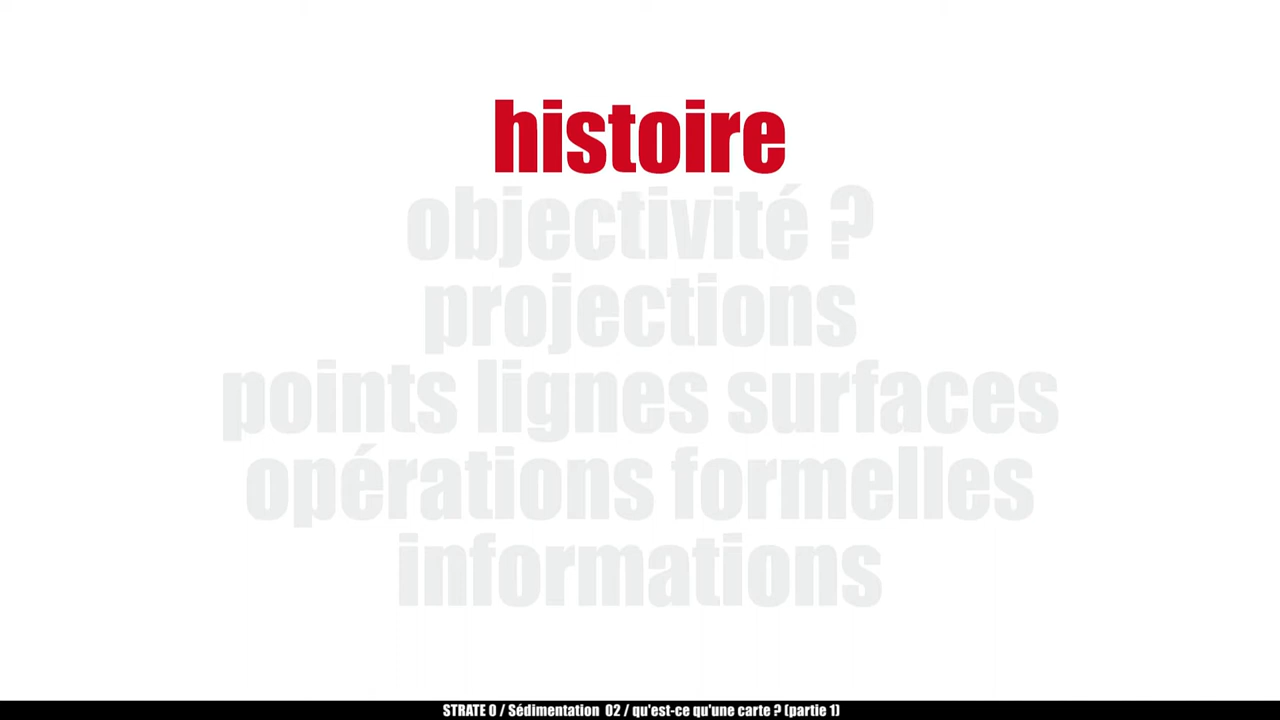 histoire
objectivité ?
projections
points lignes surfaces
opérations formelles
informations
STRATE 0 / Sédimentation 02 / qu'est-ce qu'une carte ? (partie 1)